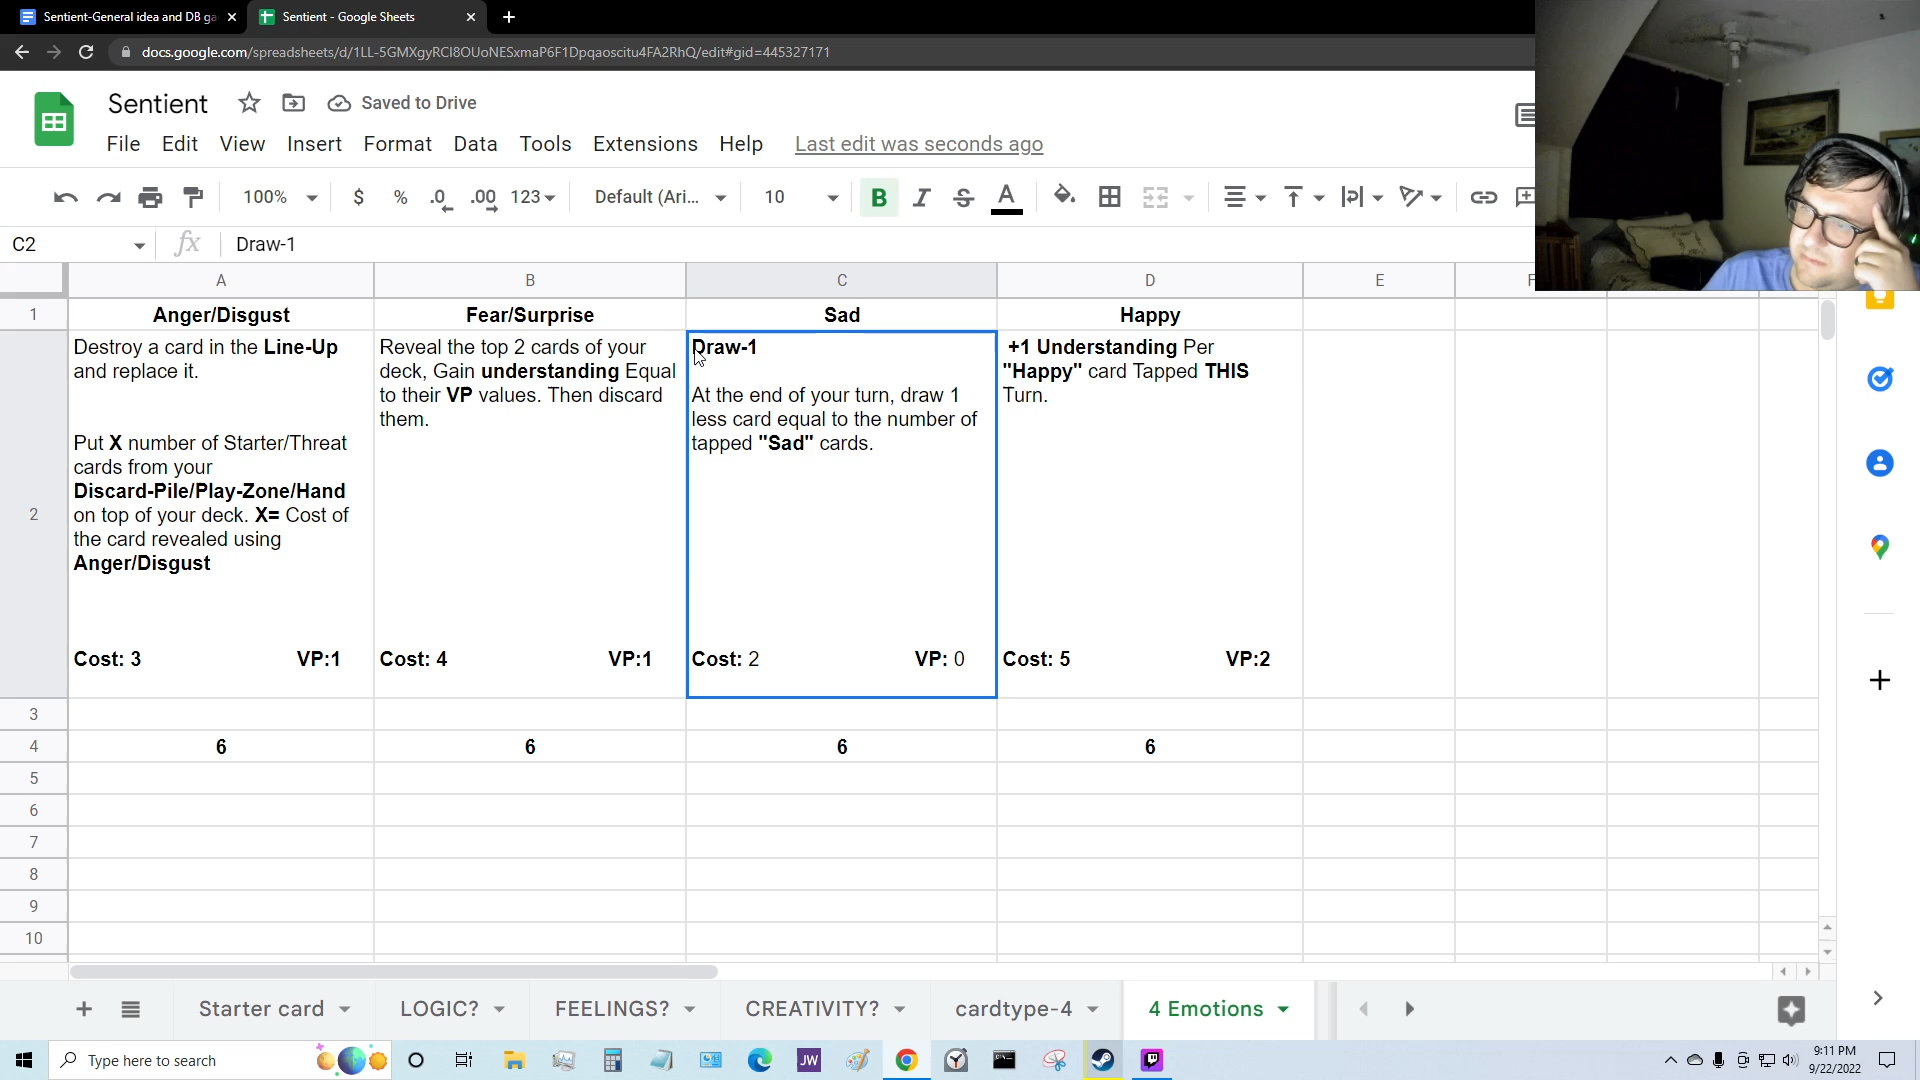 Sentient-General idea and DB ga
Sentient - Google Sheets
docs.google.com/spreadsheets/d/1LL-5GMXgyRCI8OUoNESxmaP6F1Dpqaoscitu4FA2RhQ/edit#gid=445327171
Sentient
Saved to Drive
File Edit View Insert Format Data Tools Extensions Help Last edit was seconds ago
100% $ % .0 .00 123 Default (Ari... 10 B I S A
C2 fx Draw-1
A B C D E F
1 Anger/Disgust Fear/Surprise Sad Happy
2
Destroy a card in the Line-Up
and replace it.
Put X number of Starter/Threat
cards from your
Discard-Pile/Play-Zone/Hand
on top of your deck. X= Cost of
the card revealed using
Anger/Disgust
Cost: 3 VP:1
Reveal the top 2 cards of your
deck, Gain understanding Equal
to their VP values. Then discard
them.
Cost: 4 VP:1
Draw-1
At the end of your turn, draw 1
less card equal to the number of
tapped "Sad" cards.
Cost: 2 VP: 0
+1 Understanding Per
"Happy" card Tapped THIS
Turn.
Cost: 5 VP:2
3
4 6 6 6 6
5
6
7
8
9
10
Starter card LOGIC? FEELINGS? CREATIVITY? cardtype-4 4 Emotions
Type here to search
JW
9:11 PM
9/22/2022